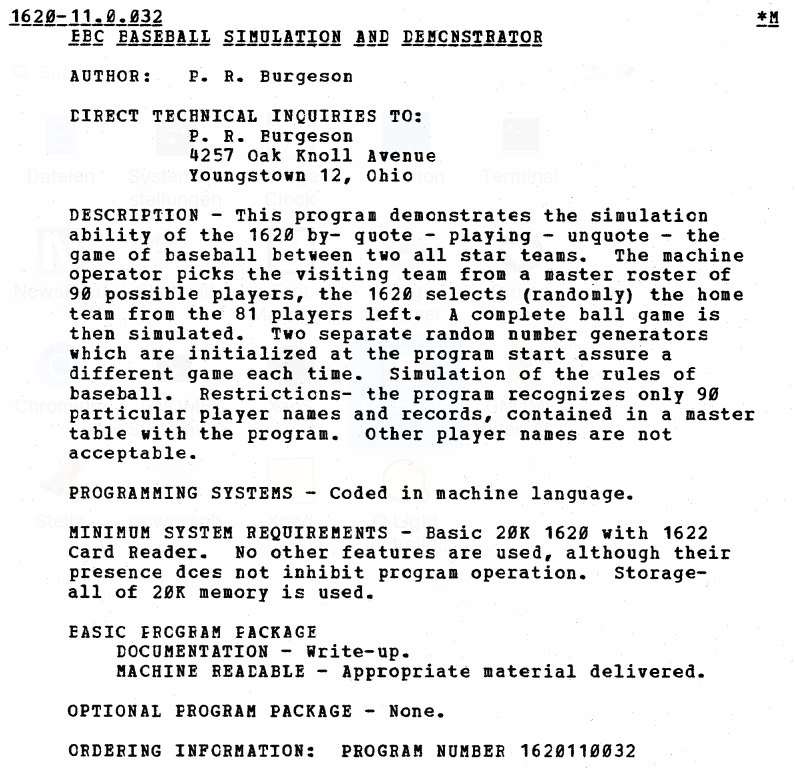 1620-11.0.032 *M
BBC BASEBALL SIMULATION AND DEMONSTRATOR
AUTHOR: P. R. Burgeson
DIRECT TECHNICAL INQUIRIES TO:
P. R. Burgeson
4257 Oak Knoll Avenue
Youngstown 12, Ohio
DESCRIPTION - This program demonstrates the simulation
ability of the 1620 by- quote - playing - unquote - the
game of baseball between two all star teams. The machine
operator picks the visiting team from a master roster of
90 possible players, the 1620 selects (randomly) the home
team from the 81 players left. A complete ball game is
then simulated. Two separate random number generators
which are initialized at the program start assure a
different game each time. Simulation of the rules of
baseball. Restrictions- the program recognizes only 90
particular player names and records, contained in a master
table with the program. Other player names are not
acceptable.
PROGRAMMING SYSTEMS - Coded in machine language.
MINIMUM SYSTEM REQUIREMENTS - Basic 20K 1620 with 1622
Card Reader. No other features are used, although their
presence does not inhibit program operation. Storage-
all of 20K memory is used.
BASIC PROGRAM PACKAGE
DOCUMENTATION - Write-up.
MACHINE READABLE - Appropriate material delivered.
OPTIONAL PROGRAM PACKAGE - None.
ORDERING INFORMATION: PROGRAM NUMBER 1620110032